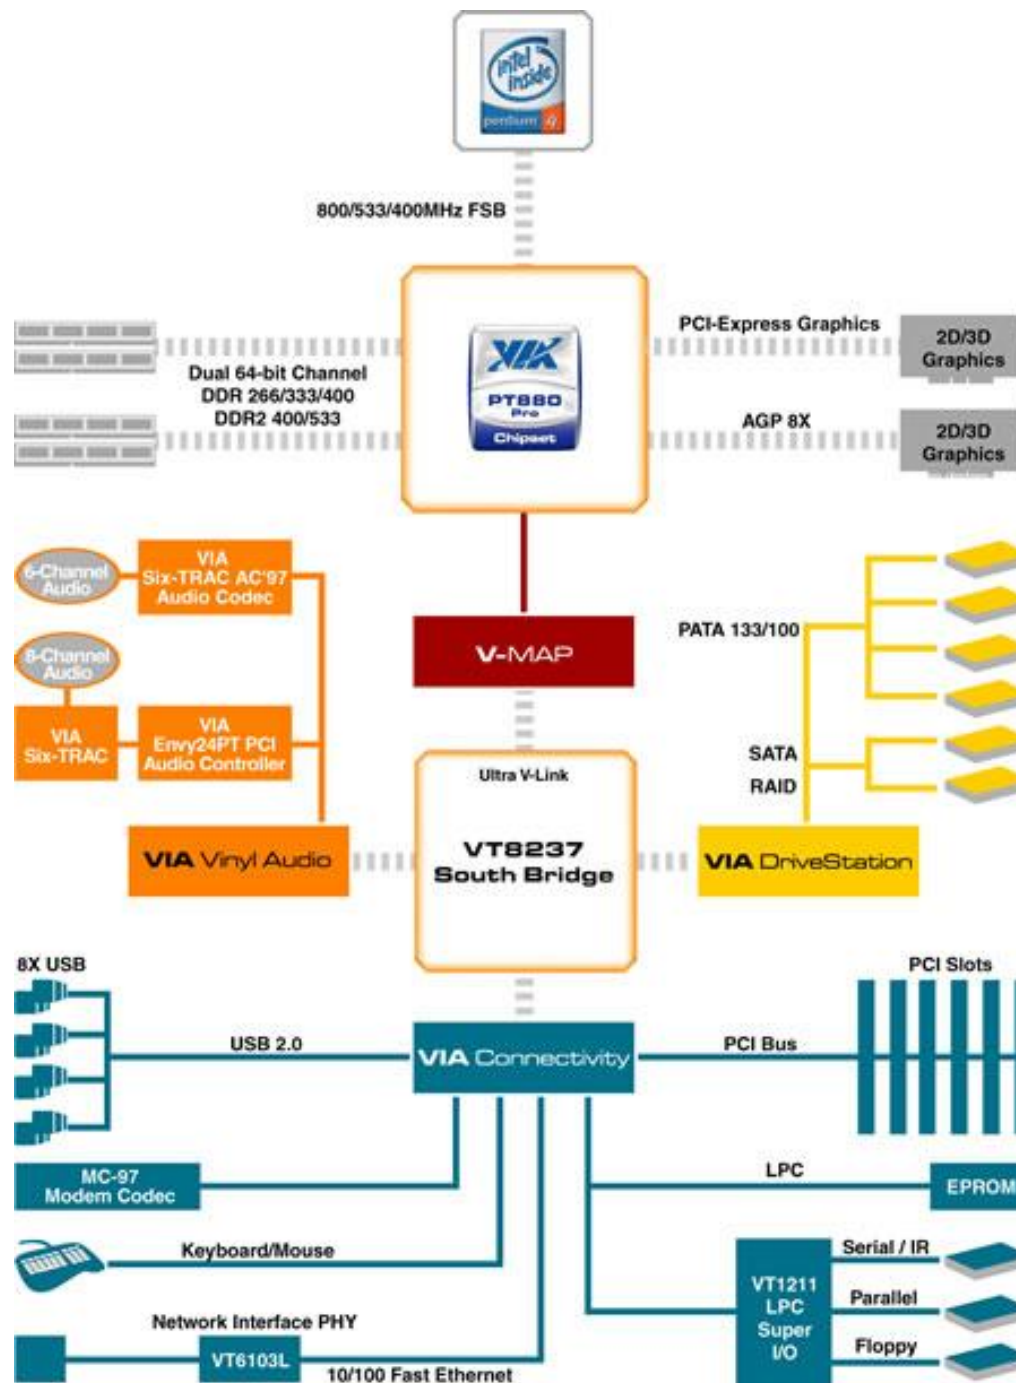 intel
inside
pentium 4
800/533/400MHz FSB
PCI-Express Graphics
2D/3D
Graphics
Dual 64-bit Channel
DDR 266/333/400
DDR2 400/533
VIA
PT880
Pro
Chipset
AGP 8X
2D/3D
Graphics
6-Channel
Audio
VIA
Six-TRAC AC'97
Audio Codec
8-Channel
Audio
VIA
Six-TRAC
VIA
Envy24PT PCI
Audio Controller
V-MAP
PATA 133/100
SATA
RAID
Ultra V-Link
VT8237
South Bridge
VIA Vinyl Audio
VIA DriveStation
8X USB
PCI Slots
USB 2.0
VIA Connectivity
PCI Bus
MC-97
Modem Codec
LPC
EPROM
Keyboard/Mouse
Serial / IR
VT1211
LPC
Super
I/O
Parallel
Floppy
Network Interface PHY
VT6103L
10/100 Fast Ethernet